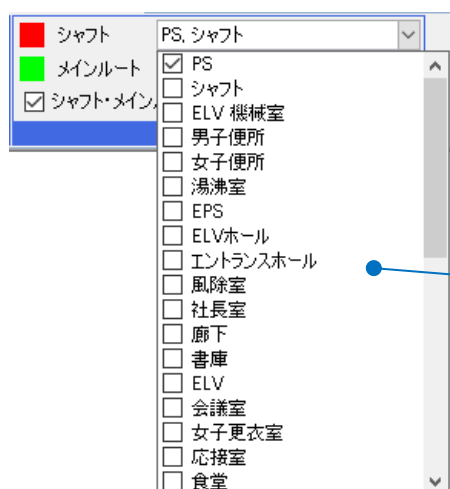 シャフト
PS, シャフト
メインルート
シャフト・メイン
PS
シャフト
ELV 機械室
男子便所
女子便所
湯沸室
EPS
ELVホール
エントランスホール
風除室
社長室
廊下
書庫
ELV
会議室
女子更衣室
応接室
食堂